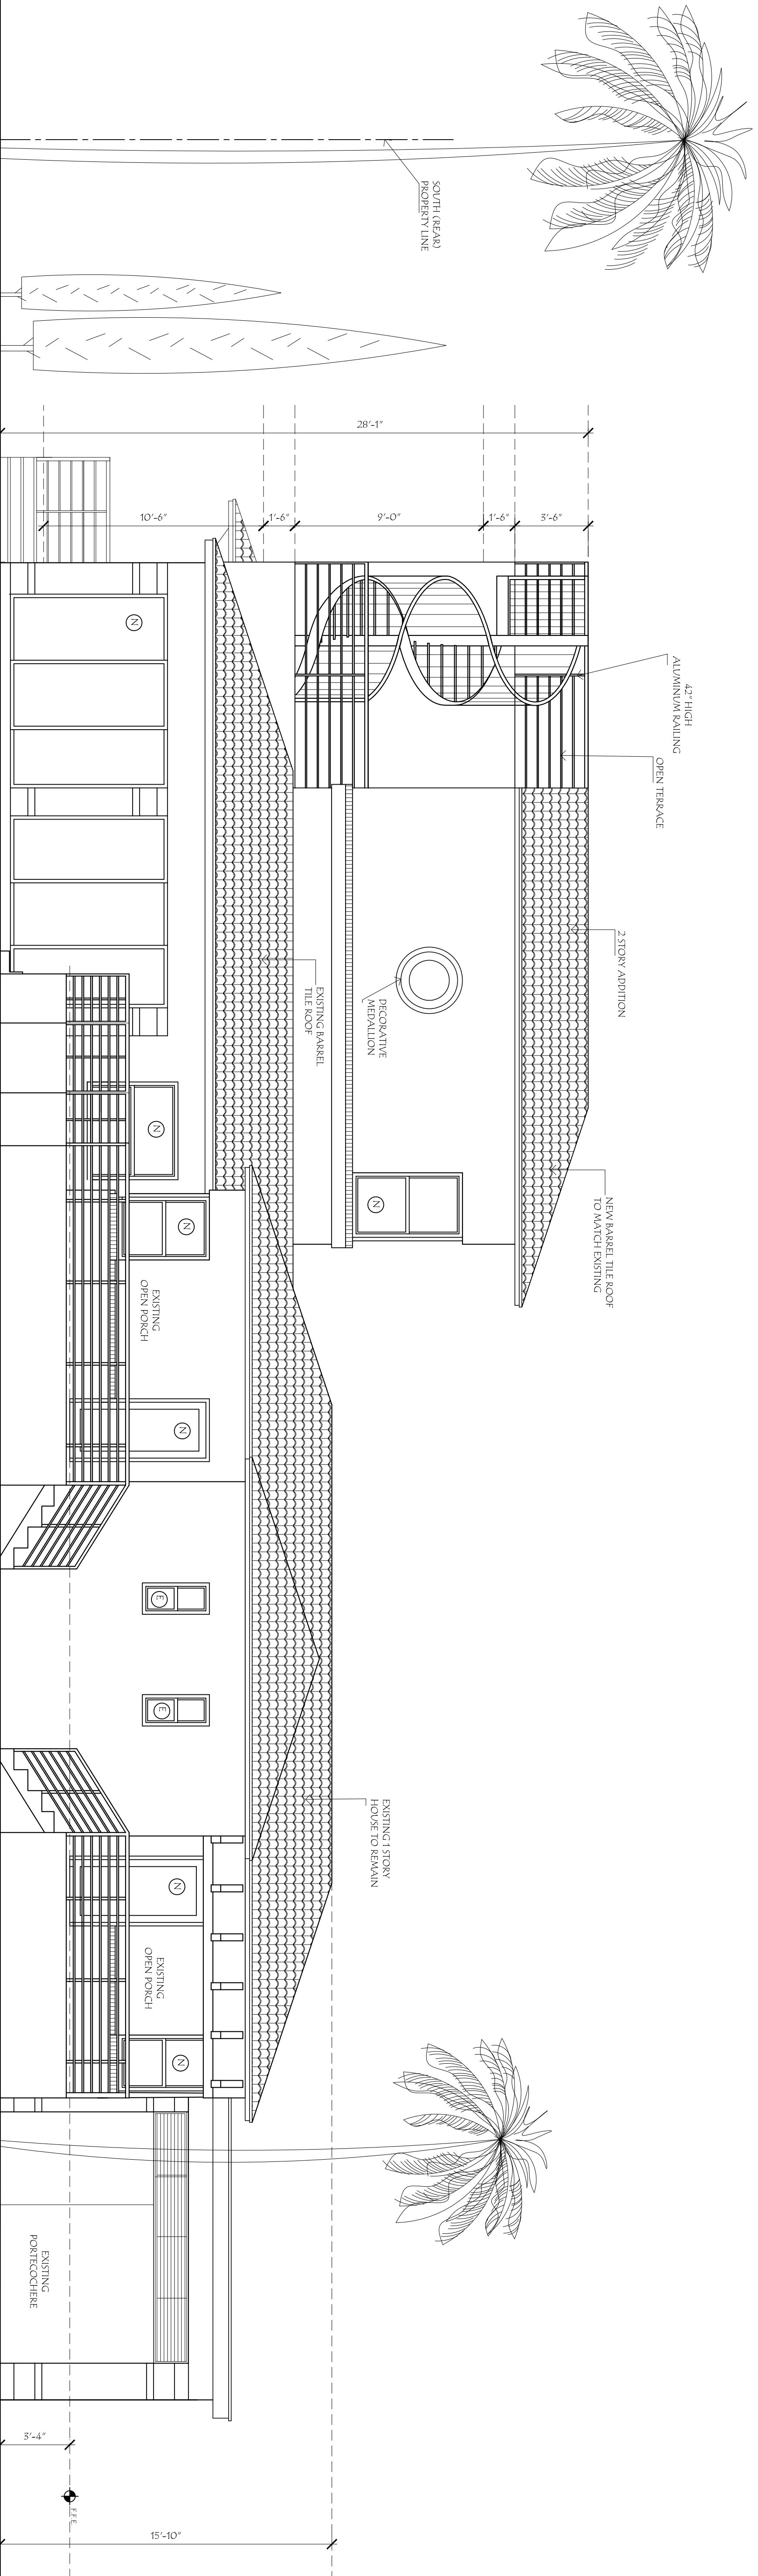 SOUTH (REAR)
PROPERTY LINE
28'-1"
10'-6"
1'-6"
9'-0"
1'-6"
3'-6"
N
42" HIGH
ALUMINUM RAILING
OPEN TERRACE
2 STORY ADDITION
DECORATIVE
MEDALLION
EXISTING BARREL
TILE ROOF
N
NEW BARREL TILE ROOF
TO MATCH EXISTING
N
N
EXISTING
OPEN PORCH
N
E
E
EXISTING 1 STORY
HOUSE TO REMAIN
N
EXISTING
OPEN PORCH
N
EXISTING
PORTECOCHERE
3'-4"
F.F.E.
15'-10"